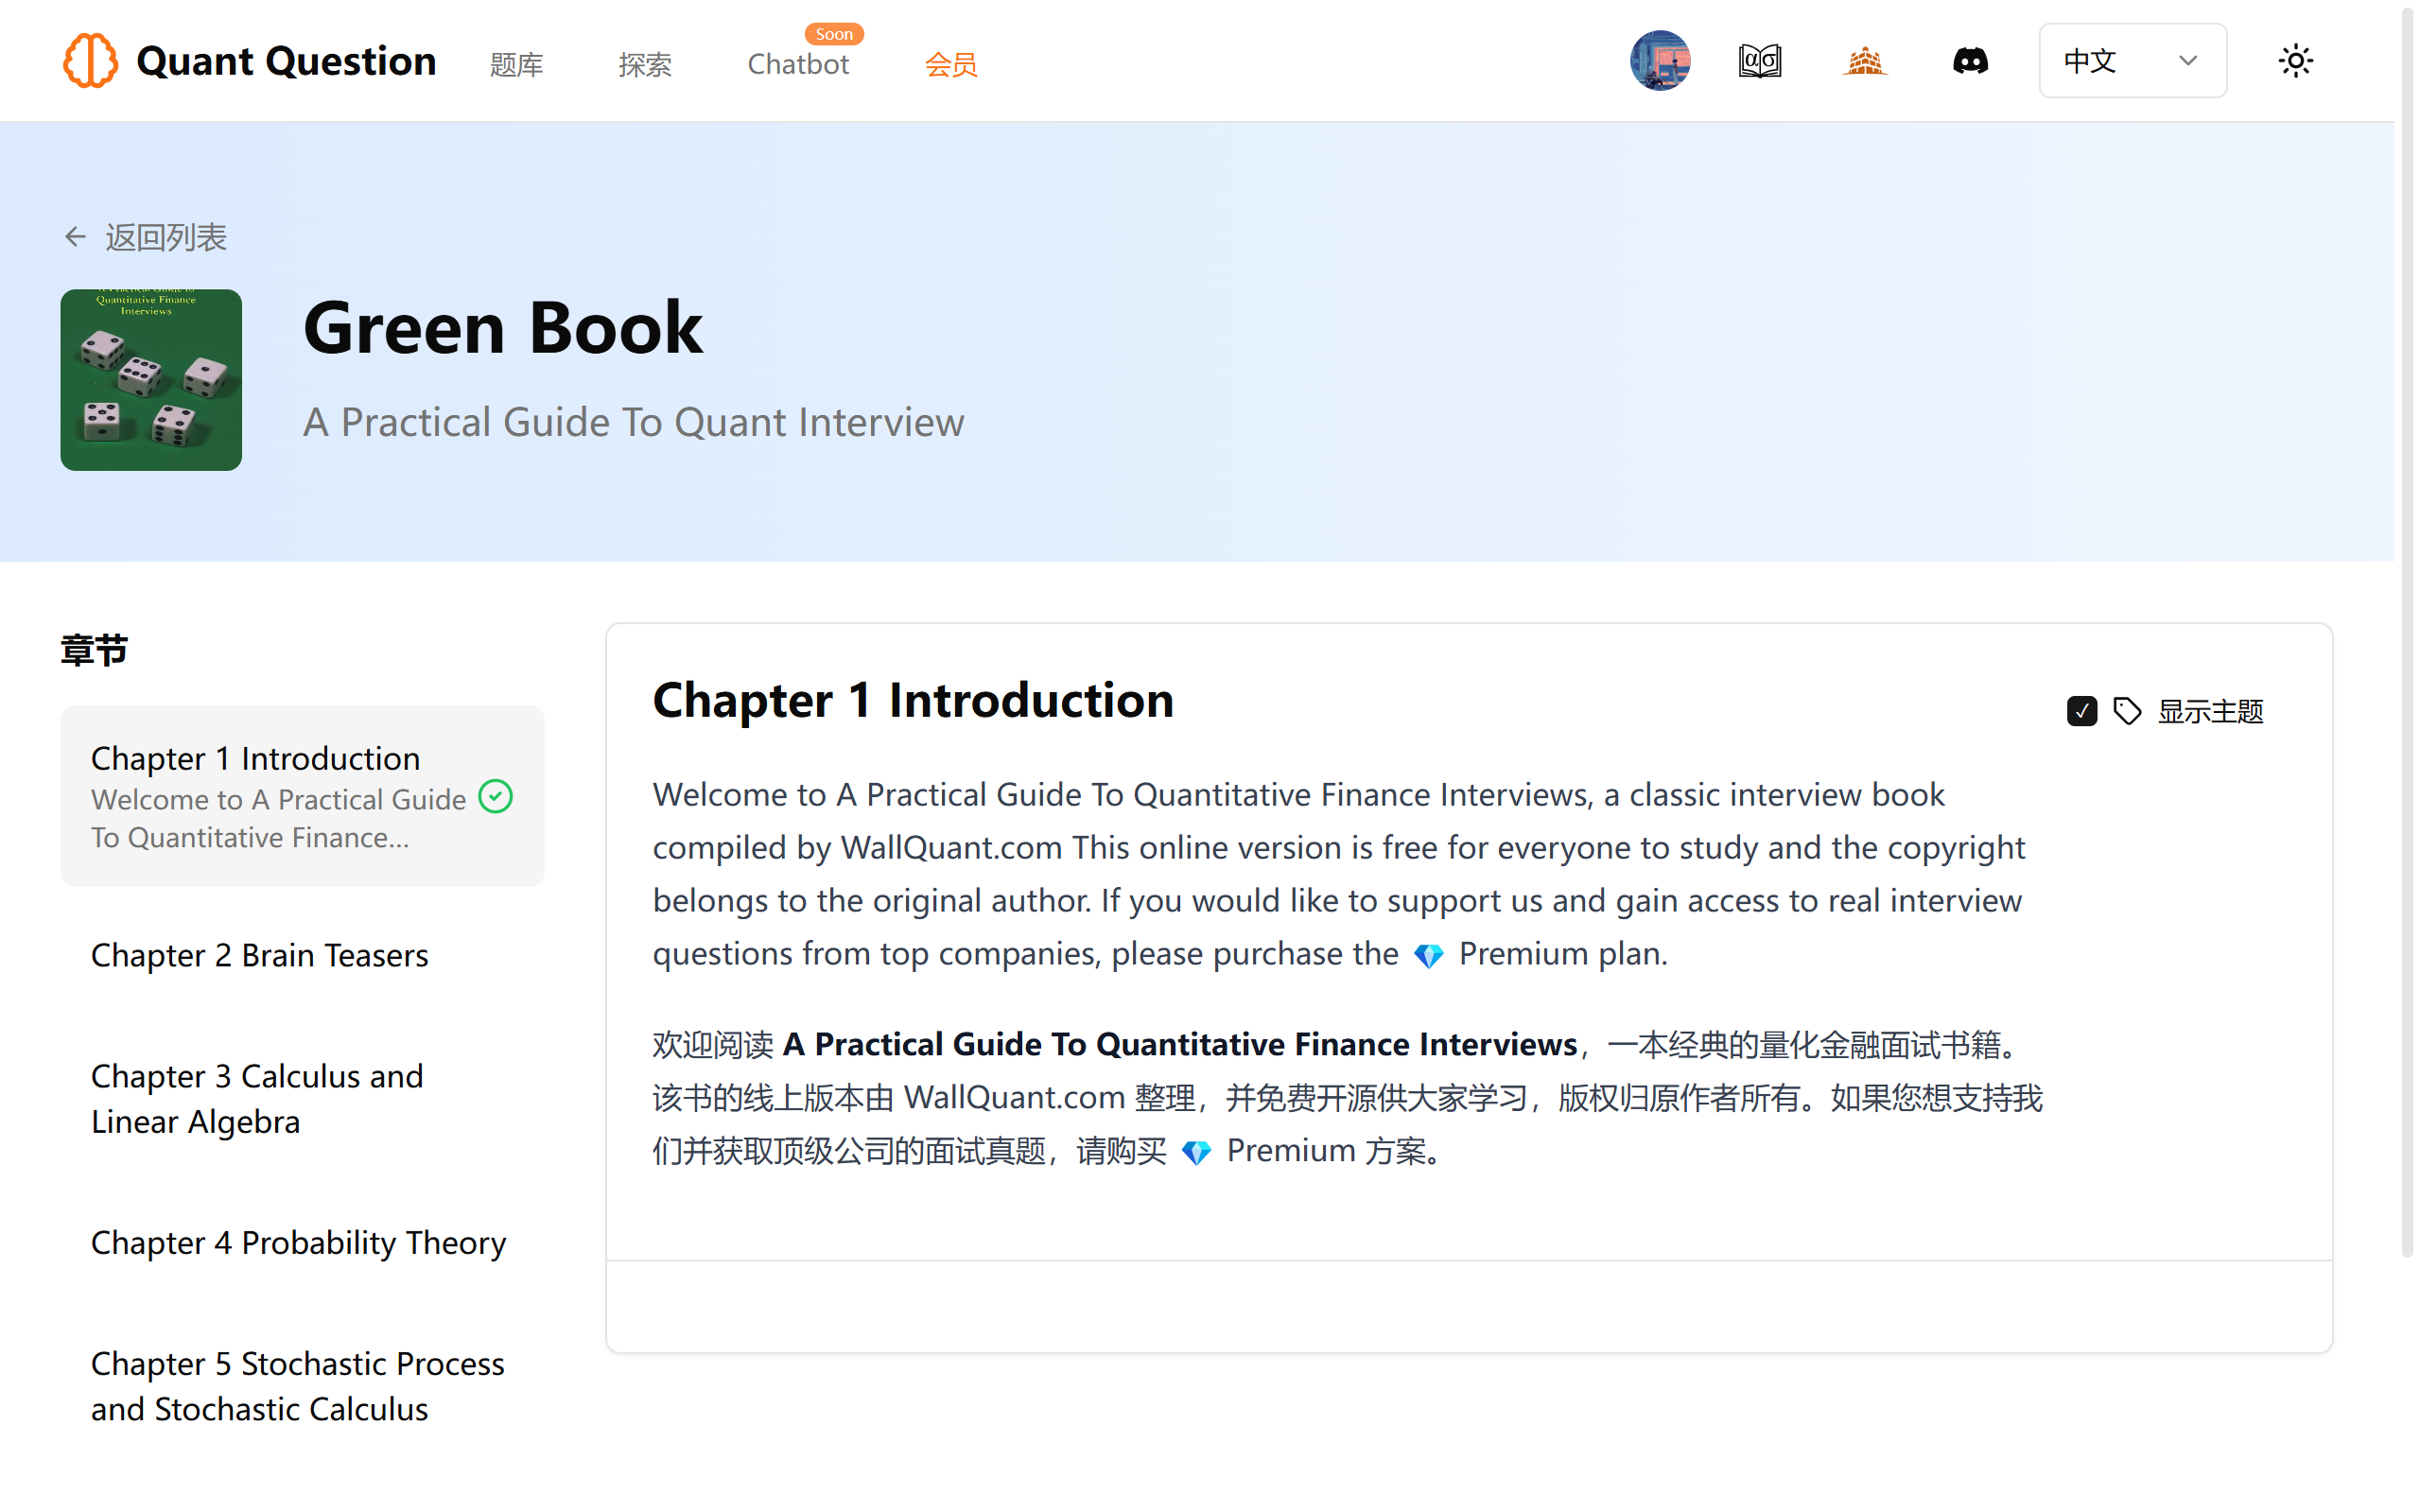 Quant Question
题库
探索
Chatbot
Soon
会员
中文
返回列表
A Practical Guide to
Quantitative Finance
Interviews
Green Book
A Practical Guide To Quant Interview
章节
Chapter 1 Introduction
Welcome to A Practical Guide
To Quantitative Finance...
Chapter 2 Brain Teasers
Chapter 3 Calculus and
Linear Algebra
Chapter 4 Probability Theory
Chapter 5 Stochastic Process
and Stochastic Calculus
Chapter 1 Introduction
显示主题
Welcome to A Practical Guide To Quantitative Finance Interviews, a classic interview book
compiled by WallQuant.com This online version is free for everyone to study and the copyright
belongs to the original author. If you would like to support us and gain access to real interview
questions from top companies, please purchase the 💎 Premium plan.
欢迎阅读 A Practical Guide To Quantitative Finance Interviews，一本经典的量化金融面试书籍。
该书的线上版本由 WallQuant.com 整理，并免费开源供大家学习，版权归原作者所有。如果您想支持我
们并获取顶级公司的面试真题，请购买 💎 Premium 方案。